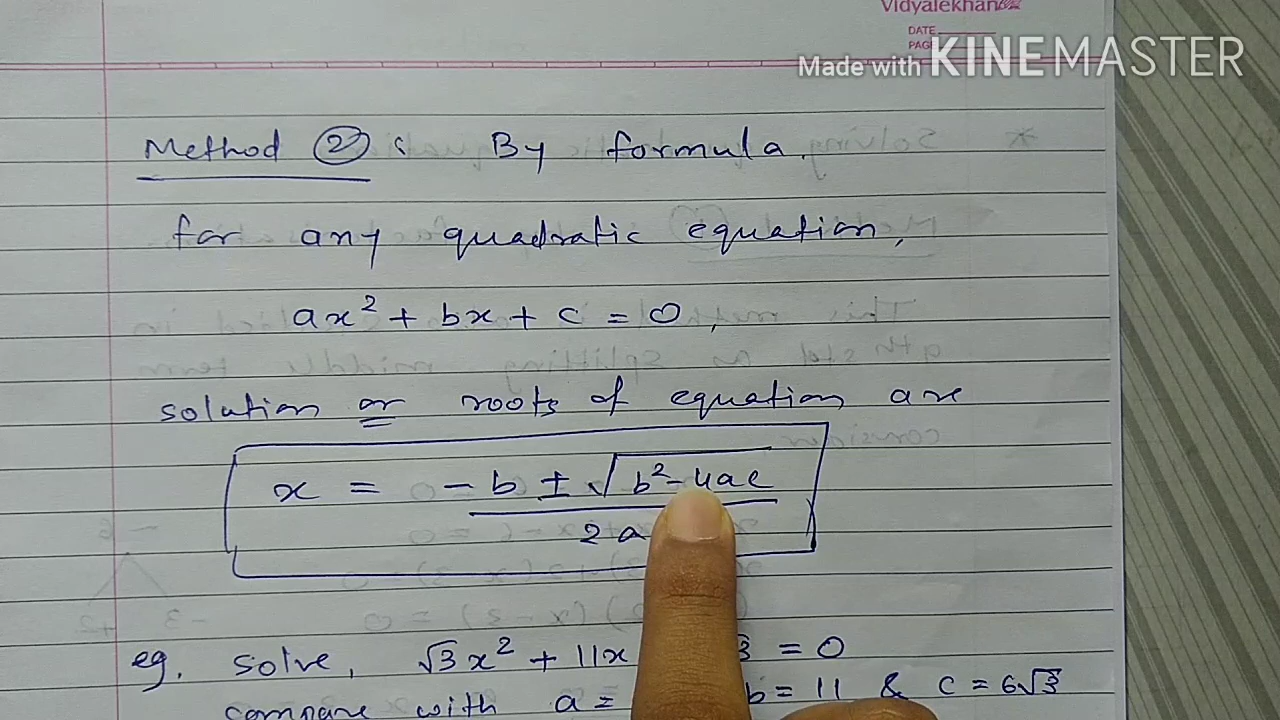 Vidyalekhan
DATE
PAGE
Made with KINEMASTER
Method ② : By formula.
for any quadratic equation,
ax² + bx + c = 0,
solution or roots of equation are
x = -b ± √b²-4ac
2a
eg. solve, √3x² + 11x 3 = 0
compare with a = b = 11 & c = 6√3